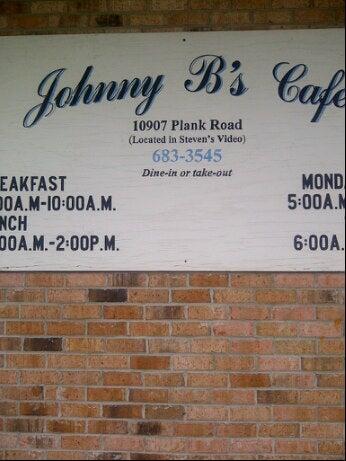 Johnny B's Cafe
10907 Plank Road
(Located in Steven's Video)
683-3545
Dine-in or take-out
EAKFAST MOND
00A.M-10:00A.M. 5:00A.M
NCH
00A.M.-2:00P.M. 6:00A.